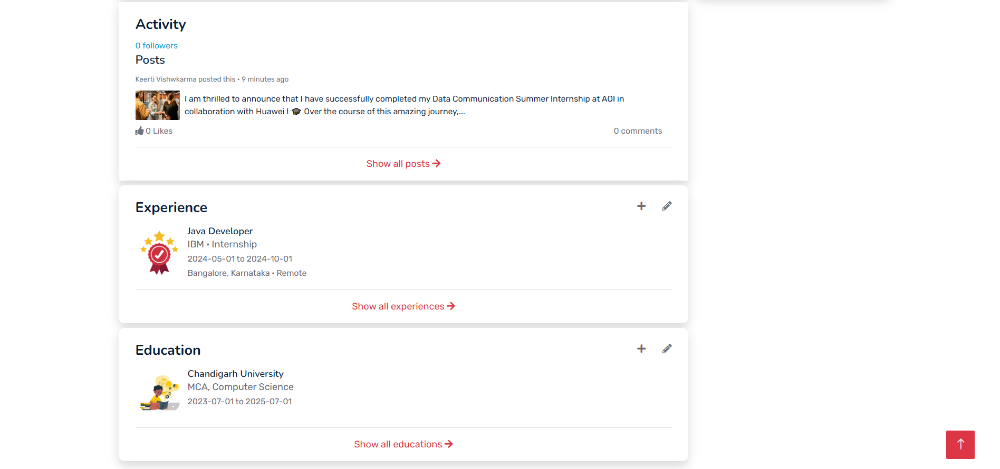 Activity
0 followers
Posts
Keerti Vishwkarma posted this • 9 minutes ago
I am thrilled to announce that I have successfully completed my Data Communication Summer Internship at AOI in
collaboration with Huawei ! 🎓 Over the course of this amazing journey,...
0 Likes
0 comments
Show all posts →
Experience
Java Developer
IBM • Internship
2024-05-01 to 2024-10-01
Bangalore, Karnataka • Remote
Show all experiences →
Education
Chandigarh University
MCA, Computer Science
2023-07-01 to 2025-07-01
Show all educations →